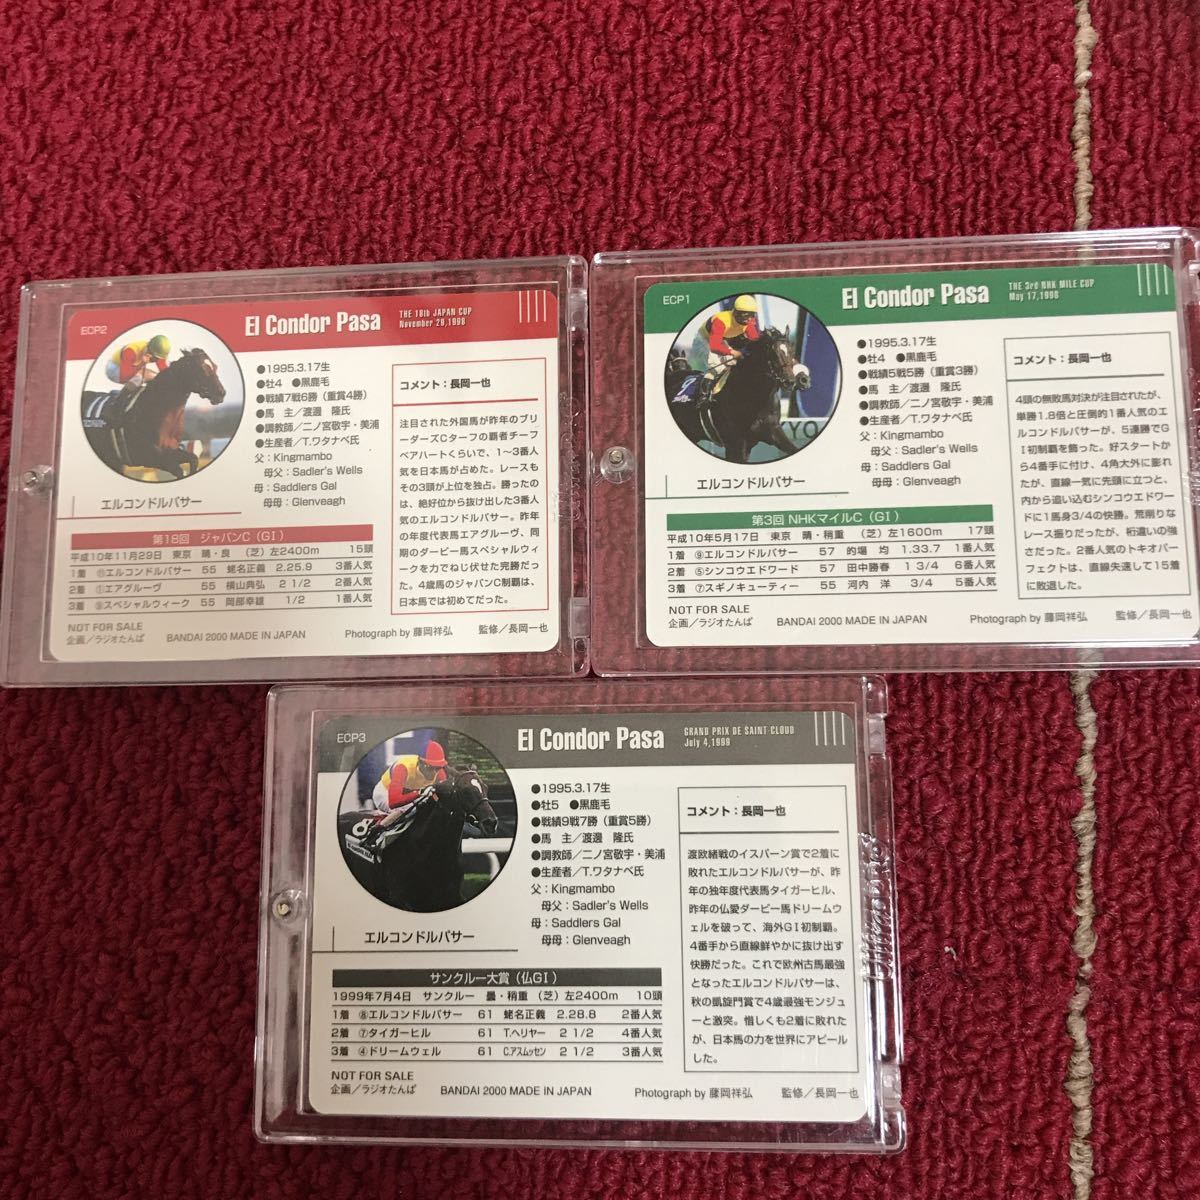 ECP2
El Condor Pasa
THE 18th JAPAN CUP
November 29,1998
●1995.3.17生
●牡4 ●黒鹿毛
●戦績7戦6勝（重賞4勝）
●馬 主／渡邊 隆氏
●調教師／二ノ宮敬宇・美浦
●生産者／T.ワタナベ氏
父：Kingmambo
母父：Sadler's Wells
母：Saddlers Gal
母母：Glenveagh
エルコンドルパサー
コメント：長岡一也
注目された外国馬が昨年のブリ
ーダーズCターフの覇者チーフ
ベアハートくらいで、1〜3番人
気を日本馬が占めた。レースも
その3頭が上位を独占。勝ったの
は、絶好位から抜け出した3番人
気のエルコンドルパサー。昨年
の年度代表馬エアグルーヴ、同
期のダービー馬スペシャルウィ
ークを力でねじ伏せた完勝だっ
た。4歳馬のジャパンC制覇は、
日本馬では初めてだった。
第18回 ジャパンC（GI）
平成10年11月29日 東京 晴・良 （芝）左2400m 15頭
1着 ⑪エルコンドルパサー 55 蛯名正義 2.25.9 3番人気
2着 ①エアグルーヴ 55 横山典弘 2 1/2 2番人気
3着 ⑨スペシャルウィーク 55 岡部幸雄 1/2 1番人気
NOT FOR SALE
企画／ラジオたんぱ BANDAI 2000 MADE IN JAPAN Photograph by 藤岡祥弘 監修／長岡一也
ECP1
El Condor Pasa
THE 3rd NHK MILE CUP
May 17,1998
●1995.3.17生
●牡4 ●黒鹿毛
●戦績5戦5勝（重賞3勝）
●馬 主／渡邊 隆氏
●調教師／二ノ宮敬宇・美浦
●生産者／T.ワタナベ氏
父：Kingmambo
母父：Sadler's Wells
母：Saddlers Gal
母母：Glenveagh
エルコンドルパサー
コメント：長岡一也
4頭の無敗馬対決が注目されたが、
単勝1.8倍と圧倒的1番人気のエ
ルコンドルパサーが、5連勝でG
I初制覇を飾った。好スタートか
ら4番手に付け、4角大外に膨れ
たが、直線一気に先頭に立つと、
内から追い込むシンコウエドワー
ドに1馬身3/4の快勝。荒削りな
レース振りだったが、桁違いの強
さだった。2番人気のトキオパー
フェクトは、直線失速して15着
に敗退した。
第3回 NHKマイルC（GI）
平成10年5月17日 東京 晴・稍重 （芝）左1600m 17頭
1着 ⑨エルコンドルパサー 57 的場 均 1.33.7 1番人気
2着 ⑤シンコウエドワード 57 田中勝春 1 3/4 6番人気
3着 ⑦スギノキューティー 55 河内 洋 3/4 5番人気
NOT FOR SALE
企画／ラジオたんぱ BANDAI 2000 MADE IN JAPAN Photograph by 藤岡祥弘 監修／長岡一也
ECP3
El Condor Pasa
GRAND PRIX DE SAINT CLOUD
July 4,1999
●1995.3.17生
●牡5 ●黒鹿毛
●戦績9戦7勝（重賞5勝）
●馬 主／渡邊 隆氏
●調教師／二ノ宮敬宇・美浦
●生産者／T.ワタナベ氏
父：Kingmambo
母父：Sadler's Wells
母：Saddlers Gal
母母：Glenveagh
エルコンドルパサー
コメント：長岡一也
渡欧緒戦のイスパーン賞で2着に
敗れたエルコンドルパサーが、昨
年の独年度代表馬タイガーヒル、
昨年の仏愛ダービー馬ドリームウ
ェルを破って、海外GI初制覇。
4番手から直線鮮やかに抜け出す
快勝だった。これで欧州古馬最強
となったエルコンドルパサーは、
秋の凱旋門賞で4歳最強モンジュ
ーと激突。惜しくも2着に敗れた
が、日本馬の力を世界にアピール
した。
サンクルー大賞（仏GI）
1999年7月4日 サンクルー 曇・稍重 （芝）左2400m 10頭
1着 ⑧エルコンドルパサー 61 蛯名正義 2.28.8 2番人気
2着 ⑦タイガーヒル 61 T.ヘリヤー 2 1/2 4番人気
3着 ④ドリームウェル 61 C.アスムッセン 2 1/2 3番人気
NOT FOR SALE
企画／ラジオたんぱ BANDAI 2000 MADE IN JAPAN Photograph by 藤岡祥弘 監修／長岡一也